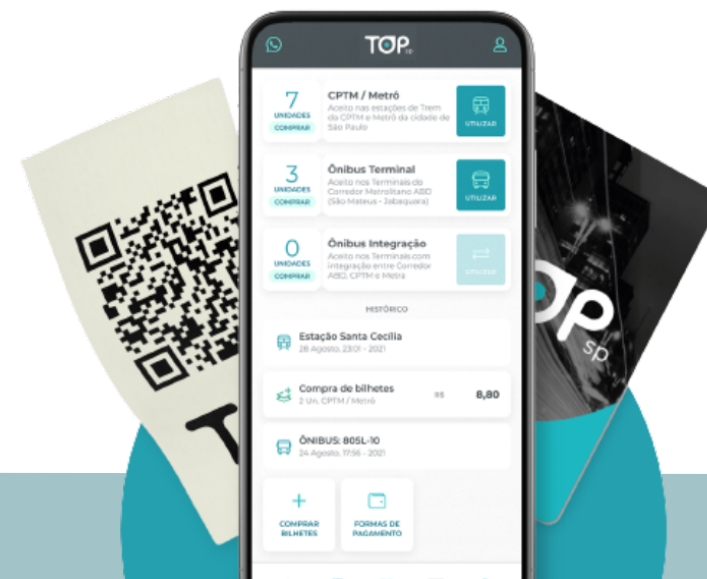 TOP
7
UNIDADES
COMPRAR
CPTM / Metrô
Aceito nas estações de Trem
da CPTM e Metrô da cidade de
São Paulo
UTILIZAR
3
UNIDADES
COMPRAR
Ônibus Terminal
Aceito nos Terminais do
Corredor Metrolitano ABD
(São Mateus - Jabaquara)
UTILIZAR
0
UNIDADES
COMPRAR
Ônibus Integração
Aceito nos Terminais com
integração entre Corredor
ABD, CPTM e Metra
UTILIZAR
HISTÓRICO
Estação Santa Cecília
28 Agosto, 23:01 - 2021
Compra de bilhetes
2 Un. CPTM / Metrô
R$ 8,80
ÔNIBUS: 805L-10
24 Agosto, 17:56 - 2021
COMPRAR
BILHETES
FORMAS DE
PAGAMENTO
T
OP
sp